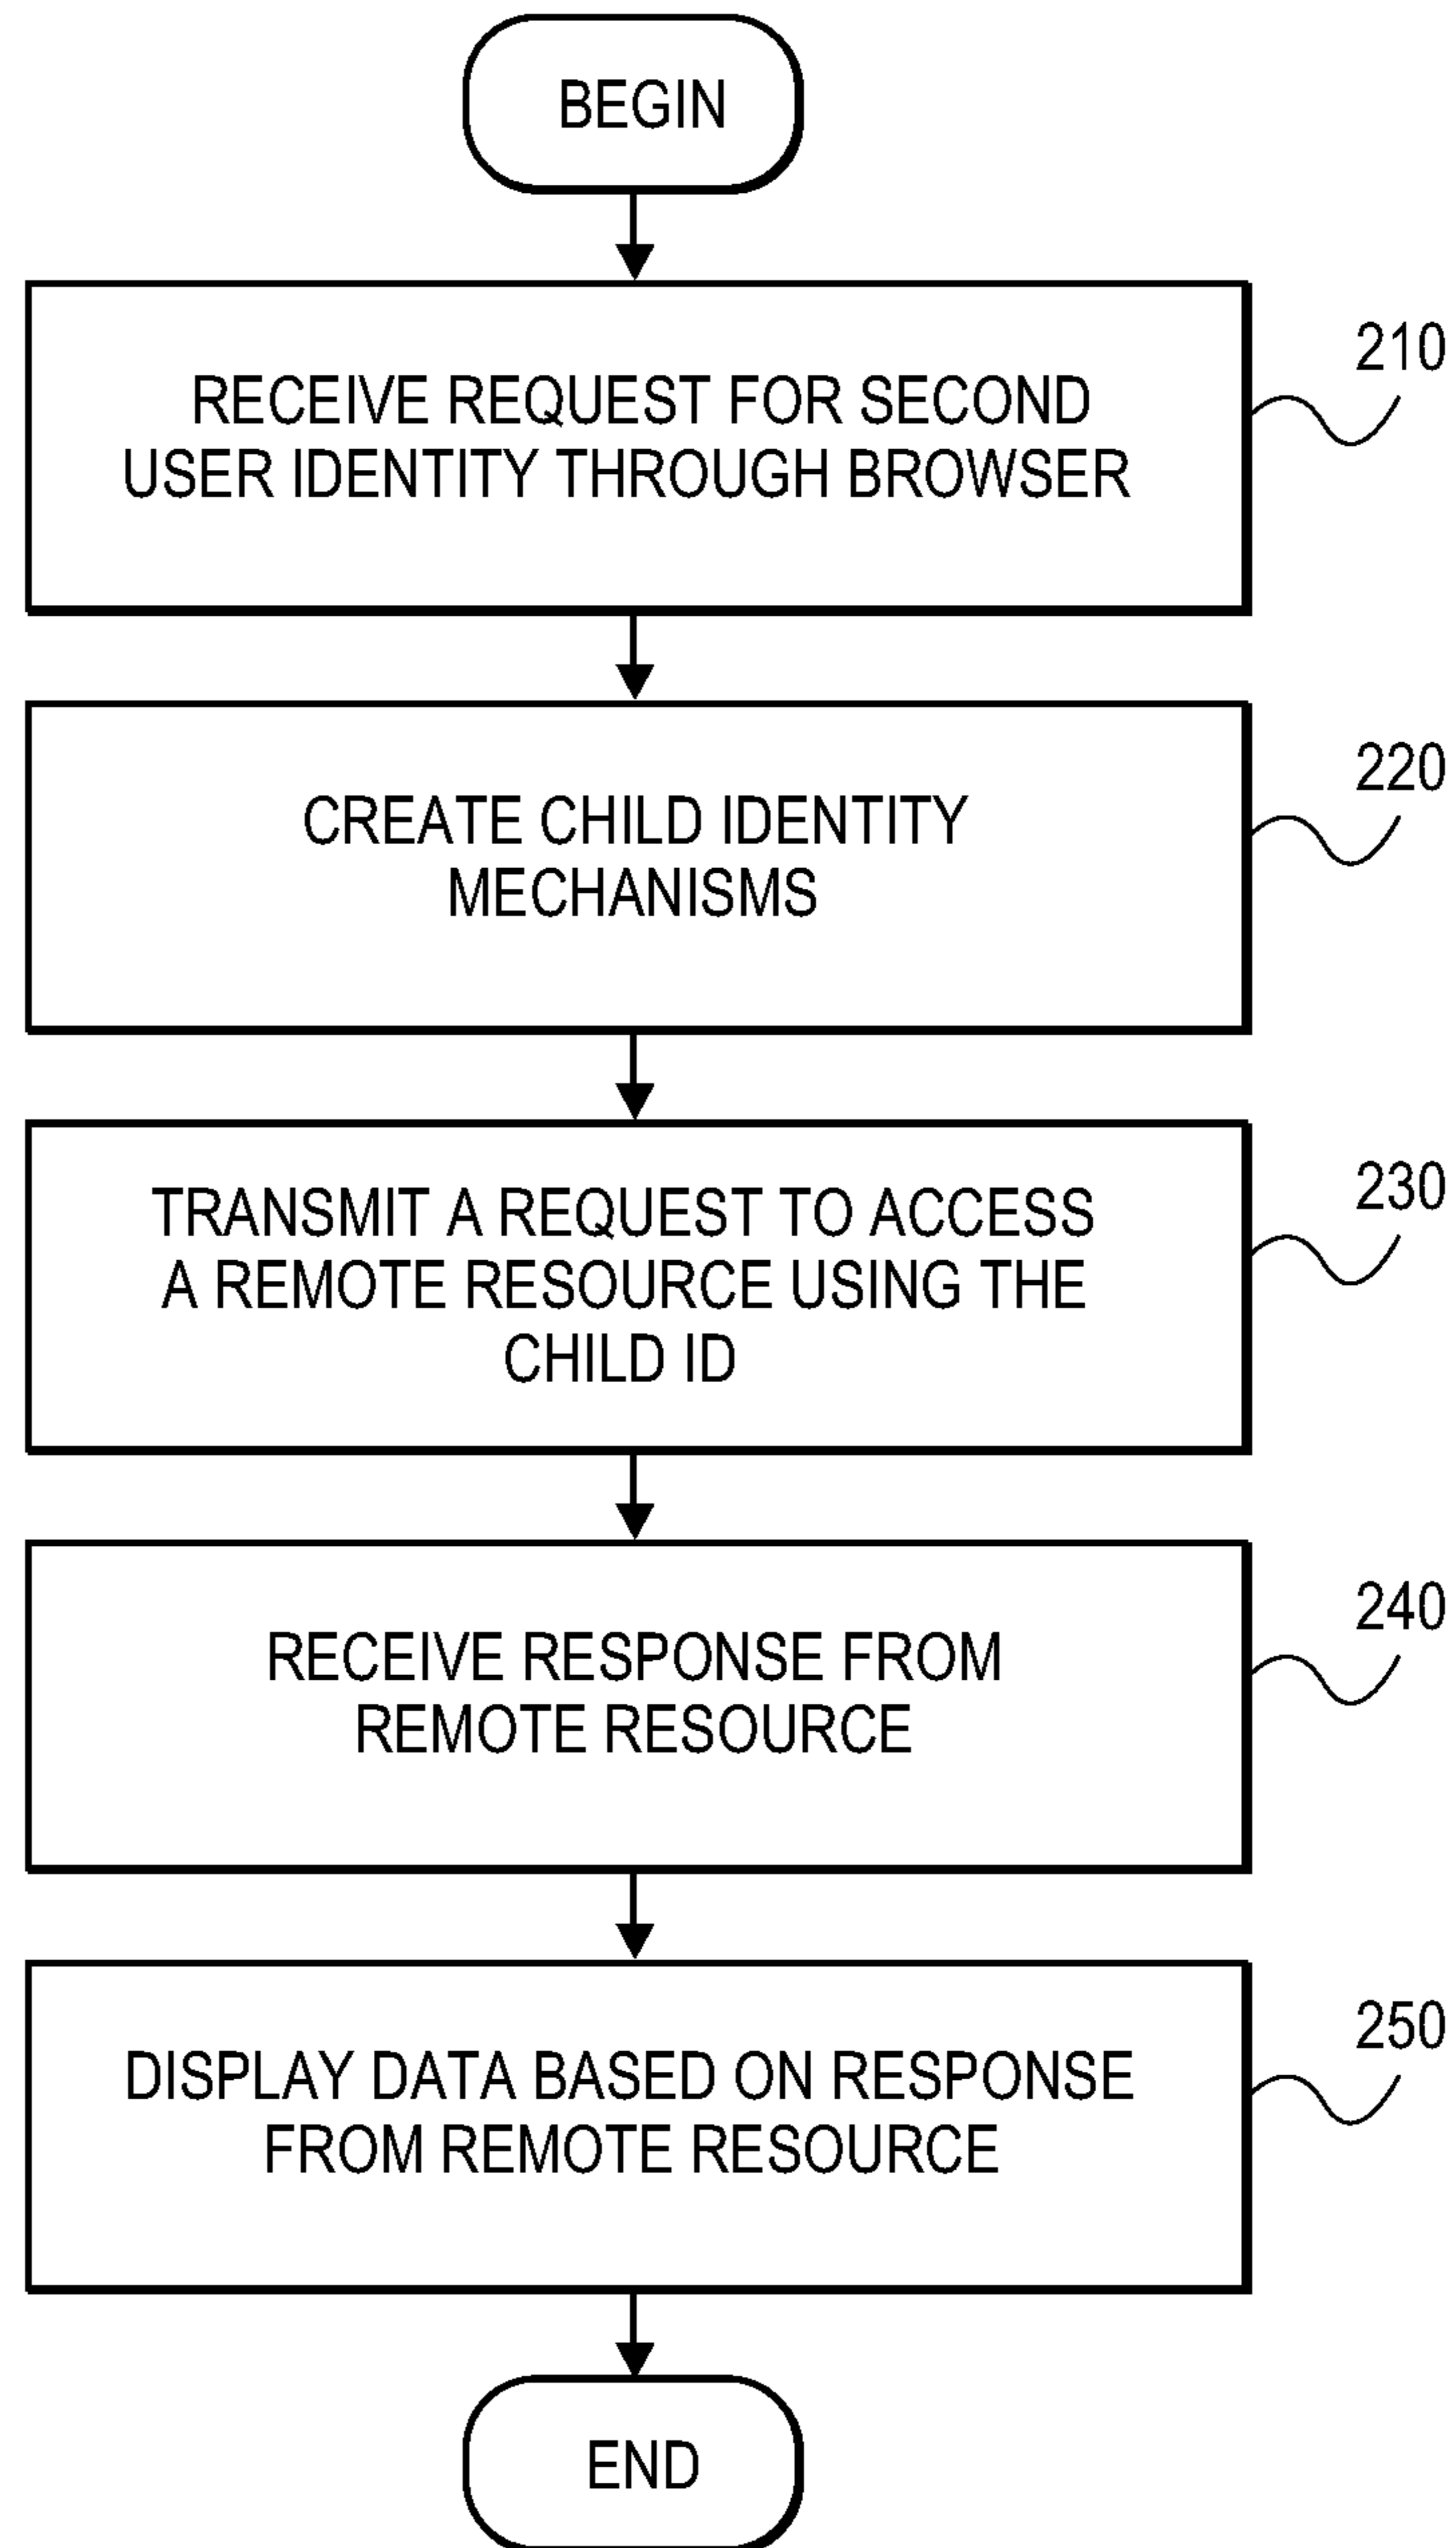 BEGIN
RECEIVE REQUEST FOR SECOND
USER IDENTITY THROUGH BROWSER
210
CREATE CHILD IDENTITY
MECHANISMS
220
TRANSMIT A REQUEST TO ACCESS
A REMOTE RESOURCE USING THE
CHILD ID
230
RECEIVE RESPONSE FROM
REMOTE RESOURCE
240
DISPLAY DATA BASED ON RESPONSE
FROM REMOTE RESOURCE
250
END